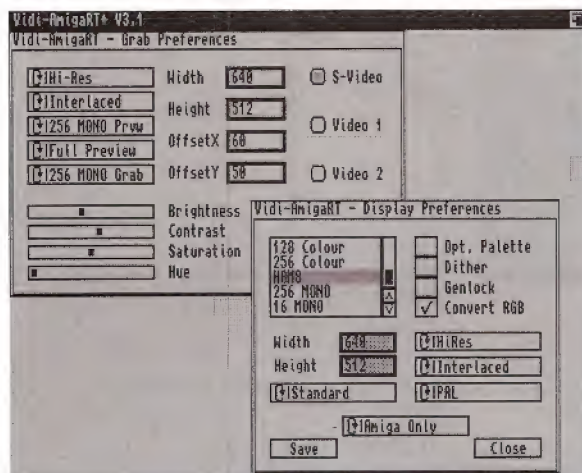 Vidi-AmigaRT+ V3.1
Vidi-AmigaRT - Grab Preferences
Hi-Res
Interlaced
256 MONO Prvw
Full Preview
256 MONO Grab
Width 640
Height 512
OffsetX 60
OffsetY 50
S-Video
Video 1
Video 2
Brightness
Contrast
Saturation
Hue
Vidi-AmigaRT - Display Preferences
128 Colour
256 Colour
HAM8
256 MONO
16 MONO
Opt. Palette
Dither
Genlock
Convert RGB
Width 640
Height 512
HiRes
Interlaced
Standard
PAL
Amiga Only
Save
Close